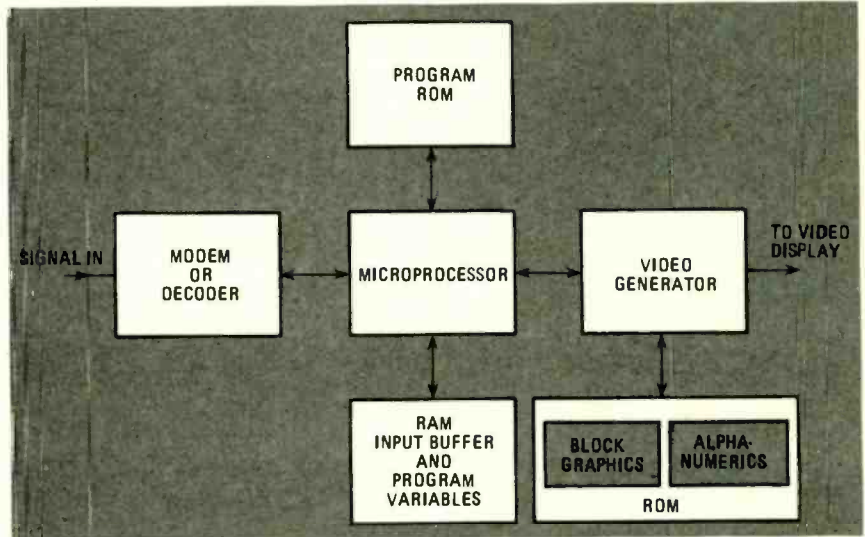 PROGRAM
ROM
SIGNAL IN
MODEM
OR
DECODER
MICROPROCESSOR
VIDEO
GENERATOR
TO VIDEO
DISPLAY
RAM
INPUT BUFFER
AND
PROGRAM
VARIABLES
BLOCK
GRAPHICS
ALPHA-
NUMERICS
ROM